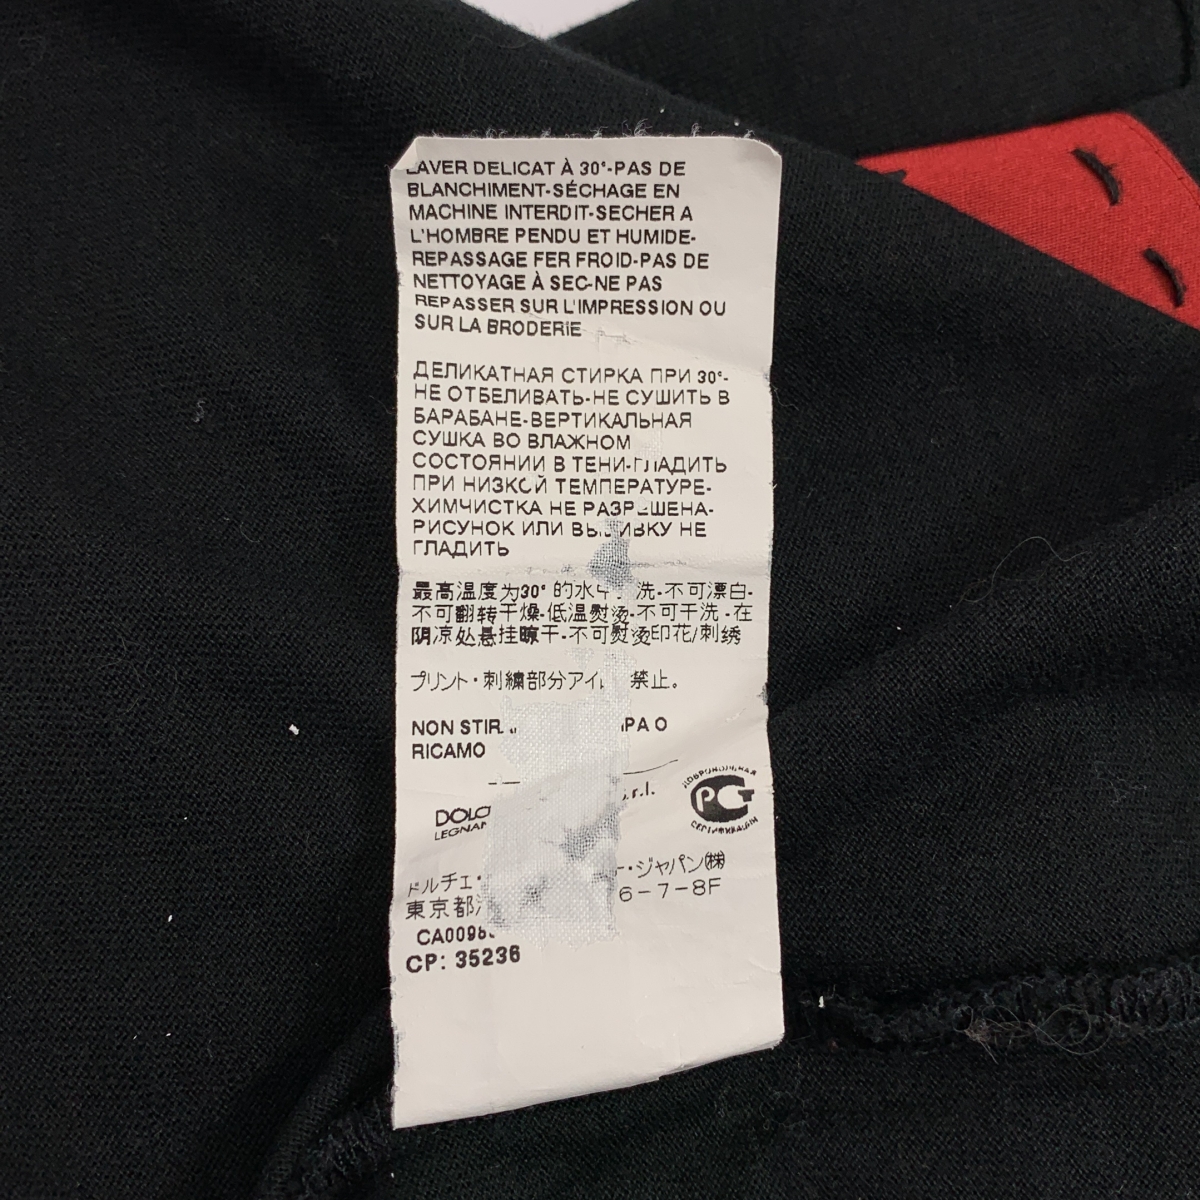 LAVER DELICAT À 30°-PAS DE
BLANCHIMENT-SÉCHAGE EN
MACHINE INTERDIT-SECHER A
L'HOMBRE PENDU ET HUMIDE-
REPASSAGE FER FROID-PAS DE
NETTOYAGE À SEC-NE PAS
REPASSER SUR L'IMPRESSION OU
SUR LA BRODERIE
ДЕЛИКАТНАЯ СТИРКА ПРИ 30°-
НЕ ОТБЕЛИВАТЬ-НЕ СУШИТЬ В
БАРАБАНЕ-ВЕРТИКАЛЬНАЯ
СУШКА ВО ВЛАЖНОМ
СОСТОЯНИИ В ТЕНИ-ГЛАДИТЬ
ПРИ НИЗКОЙ ТЕМПЕРАТУРЕ-
ХИМЧИСТКА НЕ РАЗРЕШЕНА-
РИСУНОК ИЛИ ВЫШИВКУ НЕ
ГЛАДИТЬ
最高温度为30° 的水中 洗-不可漂白-
不可翻转干燥-低温熨烫-不可干洗 -在
阴凉处悬挂晾干-不可熨烫印花/刺绣
プリント・刺繍部分アイ 禁止。
NON STIR PA O
RICAMO
DOLC s.r.l.
LEGNAN
ДОБРОВОЛЬНАЯ
РСТ
СЕРТИФИКАЦИЯ
ドルチェ・ ー・ジャパン㈱
東京都 6-7-8F
CA0098
CP: 35236